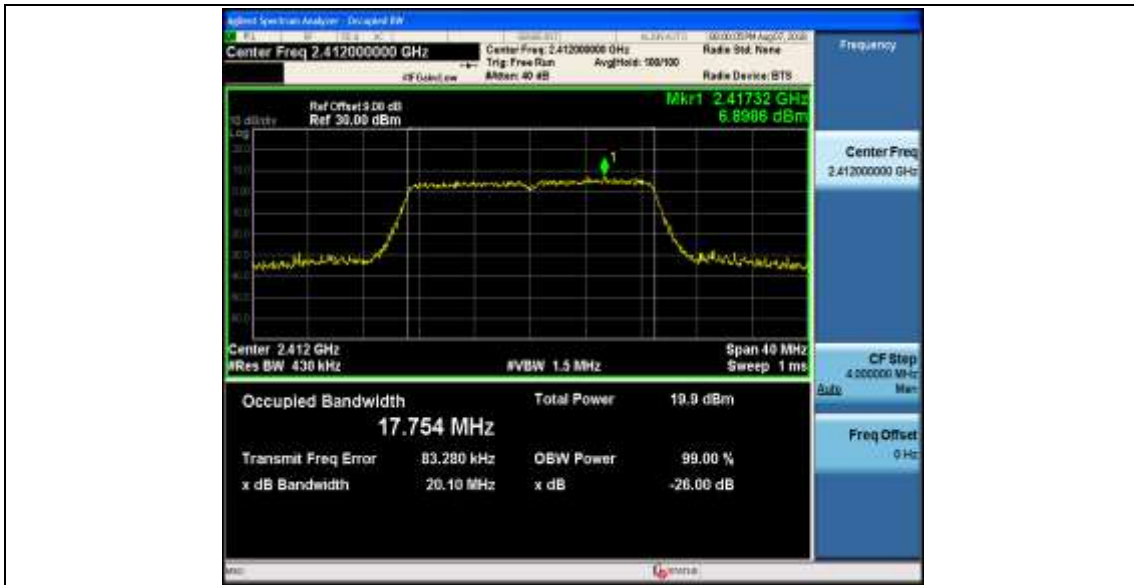 Agilent Spectrum Analyzer - Occupied BW
Center Freq 2.412000000 GHz
Center Freq: 2.412000000 GHz
Radio Std: None
Trig: Free Run Avg|Hold: 100/100
#IFGain:Low #Atten: 40 dB Radio Device: BTS
Frequency
Mkr1 2.41732 GHz
6.8986 dBm
Ref Offset 9.00 dB
10 dB/div Ref 30.00 dBm
Log
1
Center Freq
2.412000000 GHz
Center 2.412 GHz Span 40 MHz
#Res BW 430 kHz #VBW 1.5 MHz Sweep 1 ms
CF Step
4.000000 MHz
Auto Man
Occupied Bandwidth Total Power 19.9 dBm
17.754 MHz
Freq Offset
0 Hz
Transmit Freq Error 83.280 kHz OBW Power 99.00 %
x dB Bandwidth 20.10 MHz x dB -26.00 dB
MSG STATUS